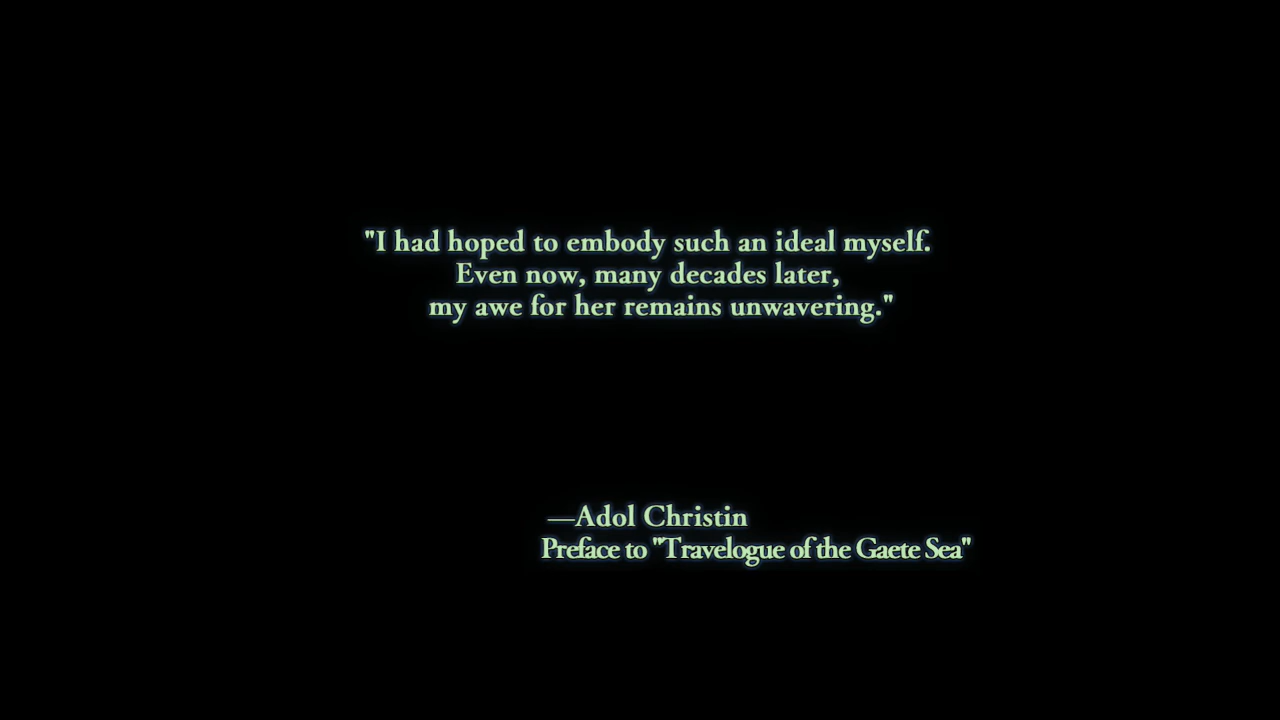 "I had hoped to embody such an ideal myself.
Even now, many decades later,
my awe for her remains unwavering."
—Adol Christin
Preface to "Travelogue of the Gaete Sea"